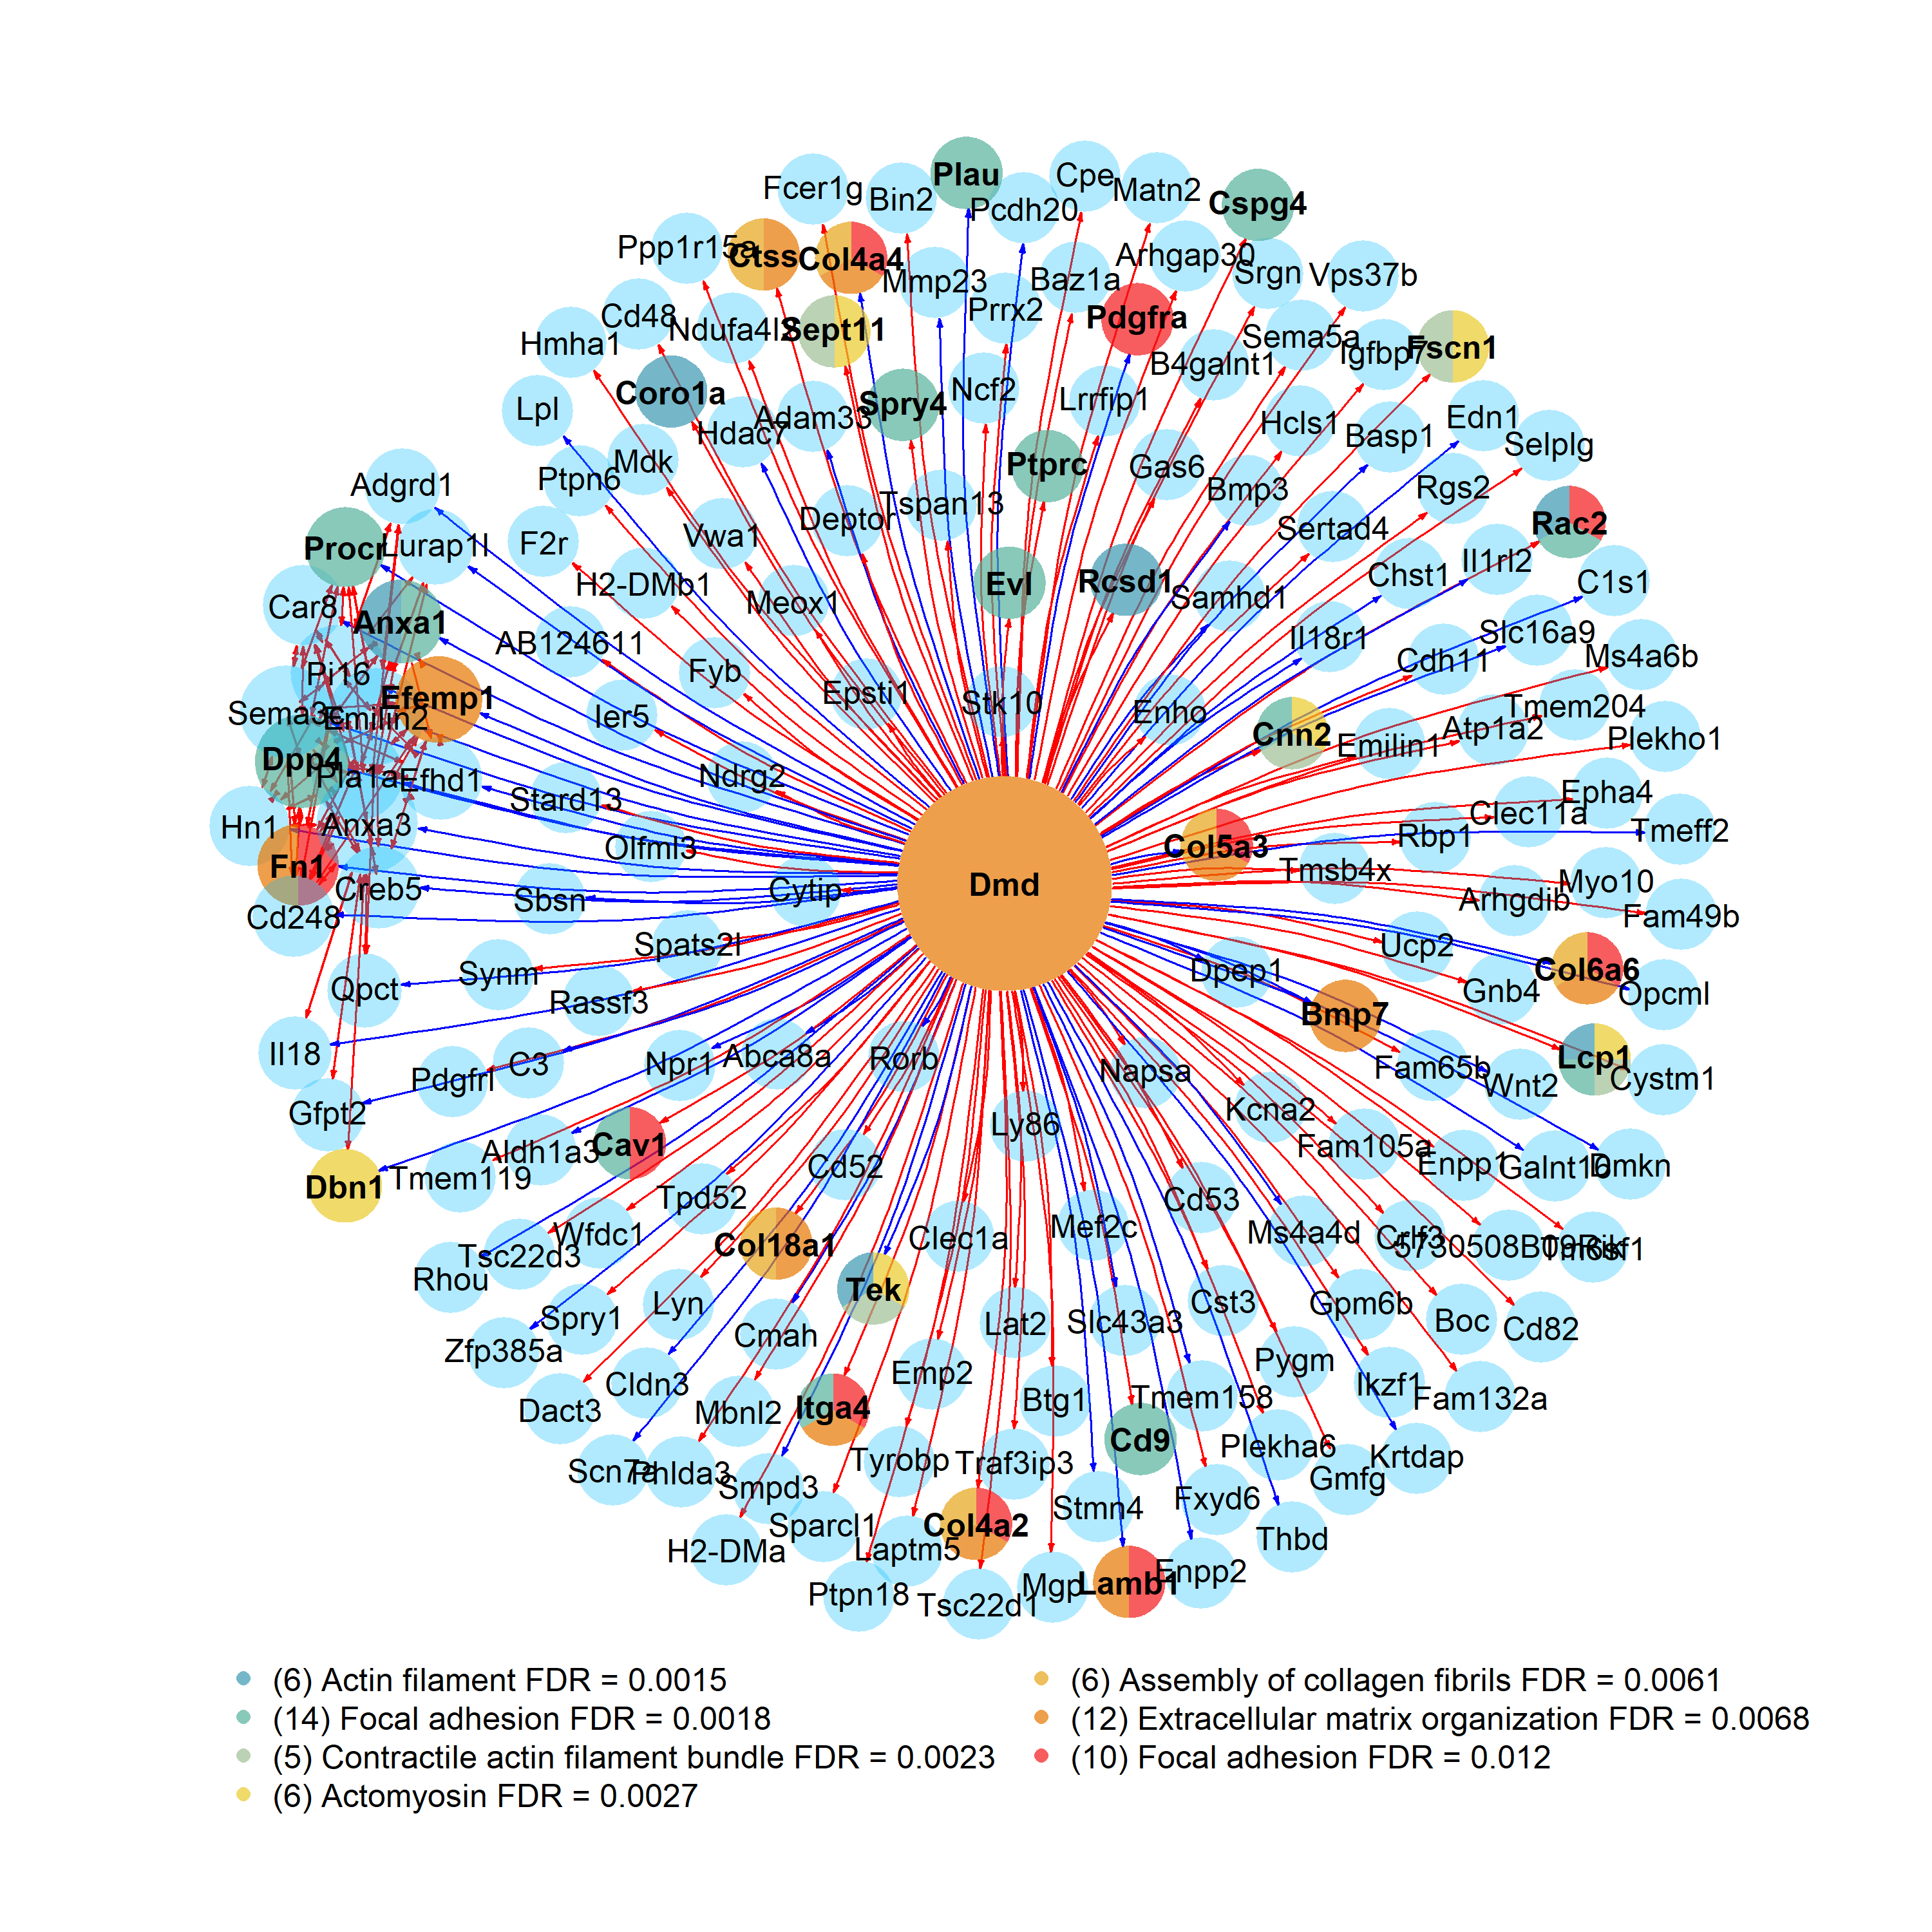 Fcer1g
Bin2
Plau
Pcdh20
Cpe
Matn2
Cspg4
Ppp1r15a
Ctss
Col4a4
Mmp23
Prrx2
Baz1a
Arhgap30
Srgn
Vps37b
Cd48
Ndufa4l2
Sept11
Pdgfra
Sema5a
Igfbp7
Fscn1
Hmha1
B4galnt1
Coro1a
Lpl
Hdac7
Adam33
Spry4
Ncf2
Lrrfip1
Hcls1
Basp1
Edn1
Selplg
Adgrd1
Ptpn6
Mdk
Ptprc
Gas6
Bmp3
Rgs2
Procr
Lurap1l
F2r
Vwa1
Deptor
Tspan13
Sertad4
Rac2
Il1rl2
Car8
Anxa1
H2-DMb1
Meox1
Evl
Rcsd1
Samhd1
Chst1
C1s1
AB124611
Il18r1
Slc16a9
Pi16
Efemp1
Fyb
Epsti1
Stk10
Enho
Cdh11
Ms4a6b
Sema3c
Emilin2
Ier5
Cnn2
Emilin1
Atp1a2
Tmem204
Plekho1
Dpp4
Pla1a
Efhd1
Stard13
Ndrg2
Epha4
Clec11a
Hn1
Anxa3
Olfml3
Col5a3
Rbp1
Tmeff2
Fn1
Creb5
Sbsn
Cytip
Dmd
Tmsb4x
Arhgdib
Myo10
Cd248
Fam49b
Spats2l
Ucp2
Qpct
Synm
Rassf3
Dpep1
Gnb4
Col6a6
Opcml
Bmp7
Il18
Pdgfrl
C3
Npr1
Abca8a
Rorb
Napsa
Fam65b
Wnt2
Lcp1
Cystm1
Gfpt2
Ly86
Kcna2
Dbn1
Tmem119
Aldh1a3
Cav1
Cd52
Fam105a
Enpp1
Galnt16
Dmkn
Tpd52
Cd53
Rhou
Tsc22d3
Wfdc1
Col18a1
Clec1a
Mef2c
Ms4a4d
Crlf3
5730508B09Rik
Tek
Zfp385a
Spry1
Lyn
Cmah
Lat2
Slc43a3
Cst3
Gpm6b
Boc
Cd82
Dact3
Cldn3
Mbnl2
Itga4
Emp2
Btg1
Tmem158
Pygm
Ikzf1
Fam132a
Scn7a
Phlda3
Smpd3
Tyrobp
Traf3ip3
Cd9
Plekha6
Gmfg
Krtdap
H2-DMa
Sparcl1
Laptm5
Col4a2
Stmn4
Fxyd6
Thbd
Ptpn18
Tsc22d1
Mgp
Lamb1
Enpp2
(6) Actin filament FDR = 0.0015
(14) Focal adhesion FDR = 0.0018
(5) Contractile actin filament bundle FDR = 0.0023
(6) Actomyosin FDR = 0.0027
(6) Assembly of collagen fibrils FDR = 0.0061
(12) Extracellular matrix organization FDR = 0.0068
(10) Focal adhesion FDR = 0.012